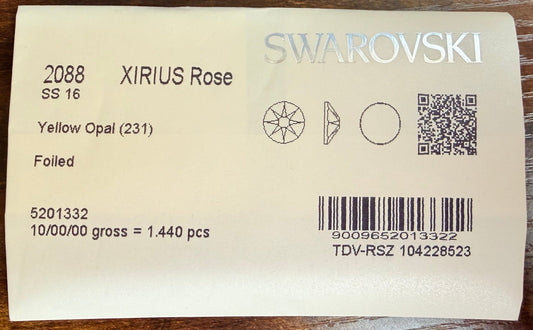 SWAROVSKI
2088 XIRIUS Rose
SS 16
Yellow Opal (231)
Foiled
5201332
10/00/00 gross = 1.440 pcs
9009652013322
TDV-RSZ 104228523